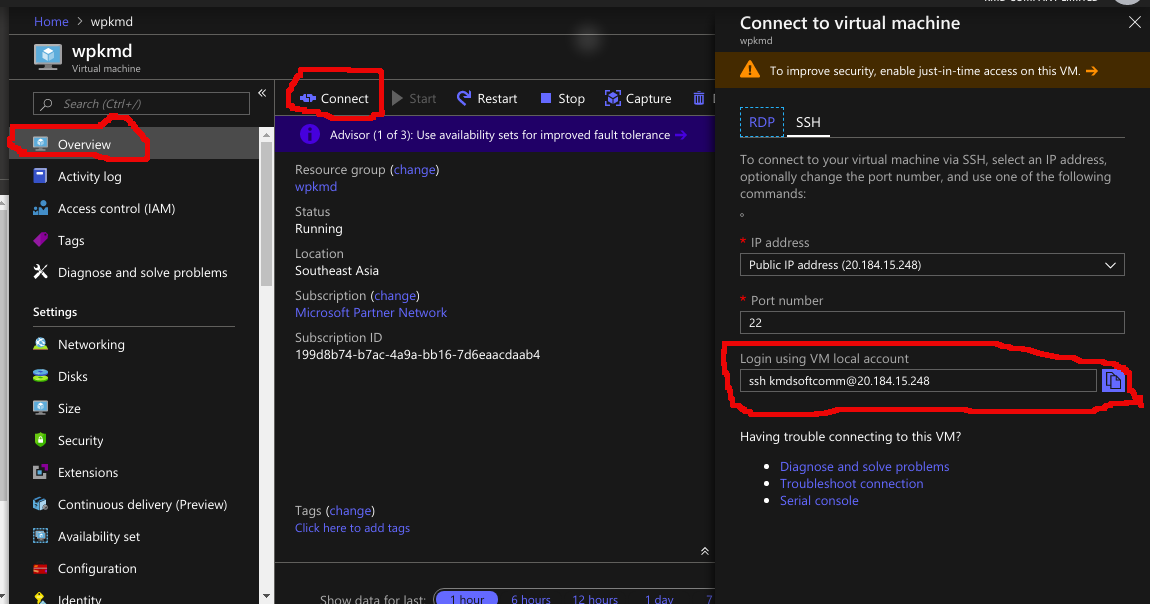 Home > wpkmd
wpkmd
Virtual machine
Search (Ctrl+/)
«
Overview
Activity log
Access control (IAM)
Tags
Diagnose and solve problems
Settings
Networking
Disks
Size
Security
Extensions
Continuous delivery (Preview)
Availability set
Configuration
Identity
Connect Start Restart Stop Capture
Advisor (1 of 3): Use availability sets for improved fault tolerance →
Resource group (change)
wpkmd
Status
Running
Location
Southeast Asia
Subscription (change)
Microsoft Partner Network
Subscription ID
199d8b74-b7ac-4a9a-bb16-7d6eaacdaab4
Tags (change)
Click here to add tags
Show data for last: 1 hour 6 hours 12 hours 1 day 7
Connect to virtual machine
wpkmd
To improve security, enable just-in-time access on this VM. →
RDP SSH
To connect to your virtual machine via SSH, select an IP address,
optionally change the port number, and use one of the following
commands:
* IP address
Public IP address (20.184.15.248)
* Port number
22
Login using VM local account
ssh kmdsoftcomm@20.184.15.248
Having trouble connecting to this VM?
• Diagnose and solve problems
• Troubleshoot connection
• Serial console